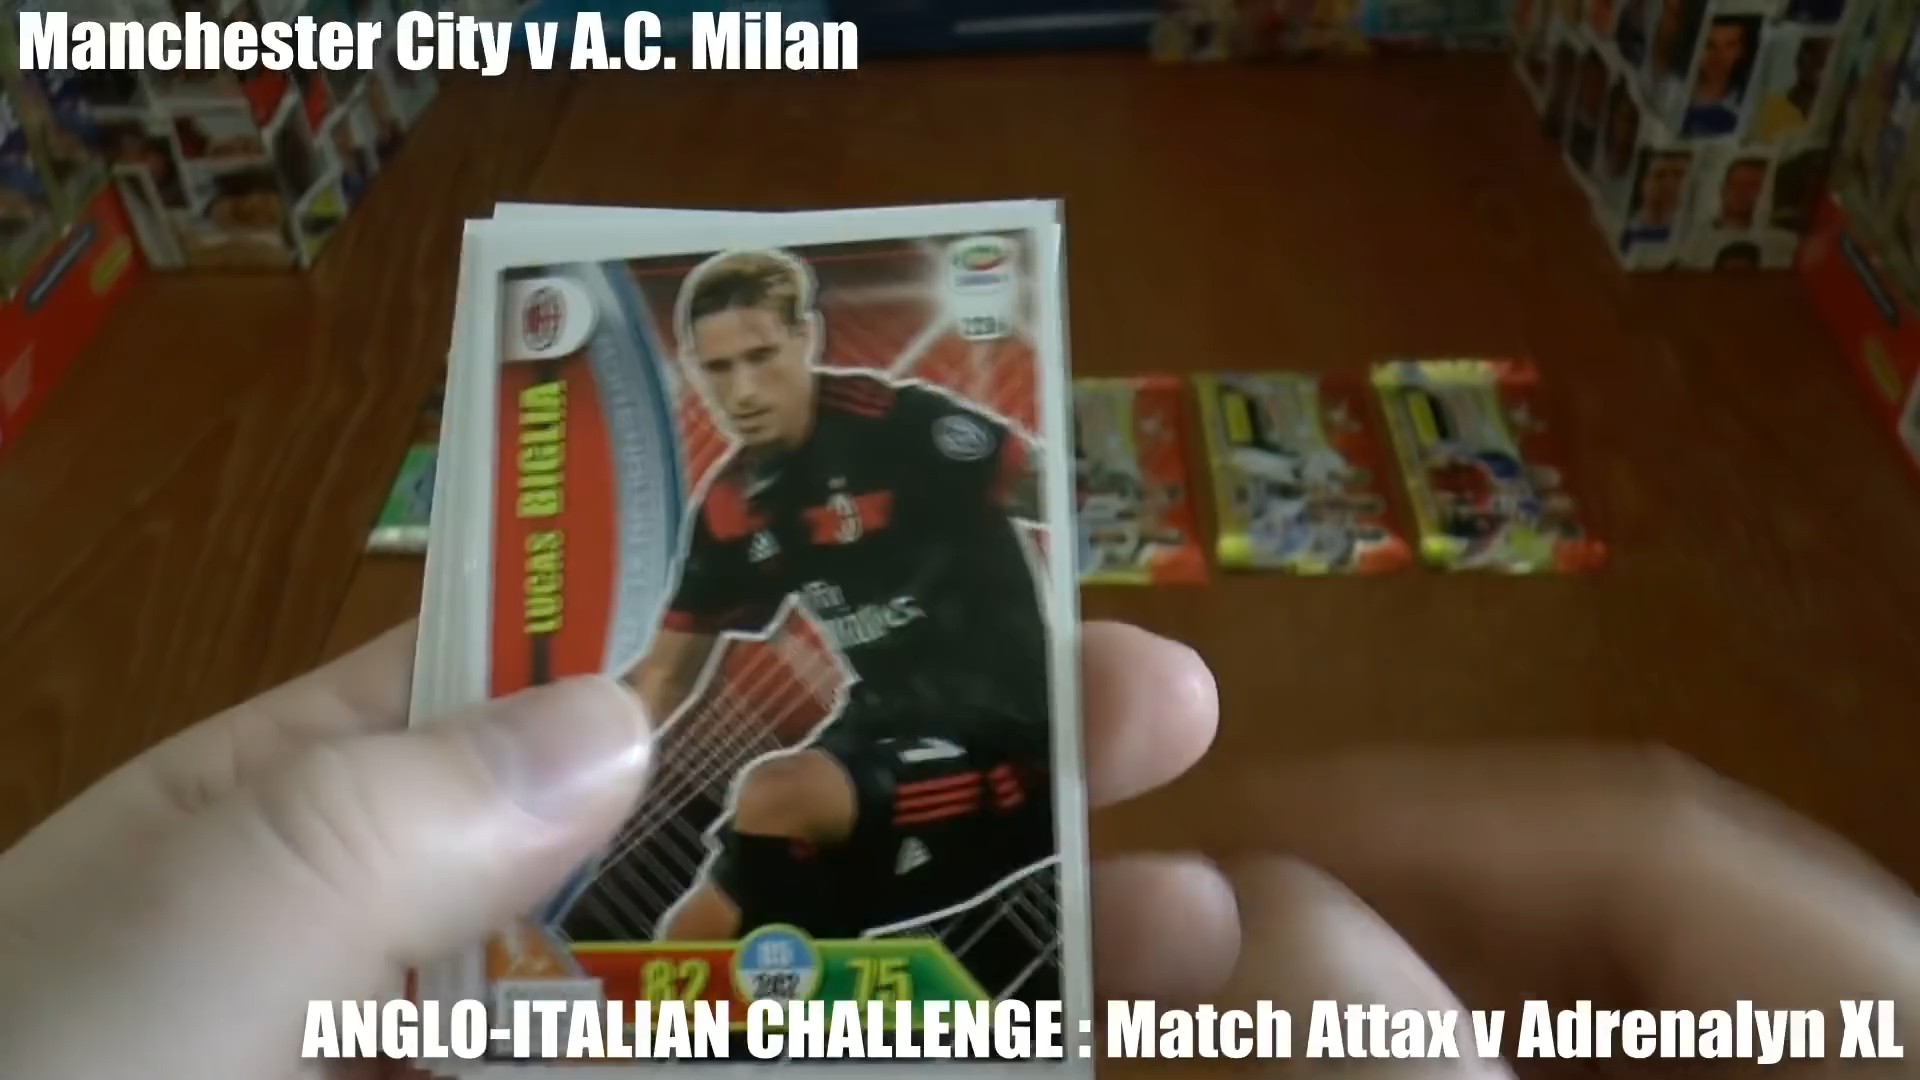 Manchester City v A.C. Milan
LUCAS BIGLIA
82
75
ANGLO-ITALIAN CHALLENGE : Match Attax v Adrenalyn XL